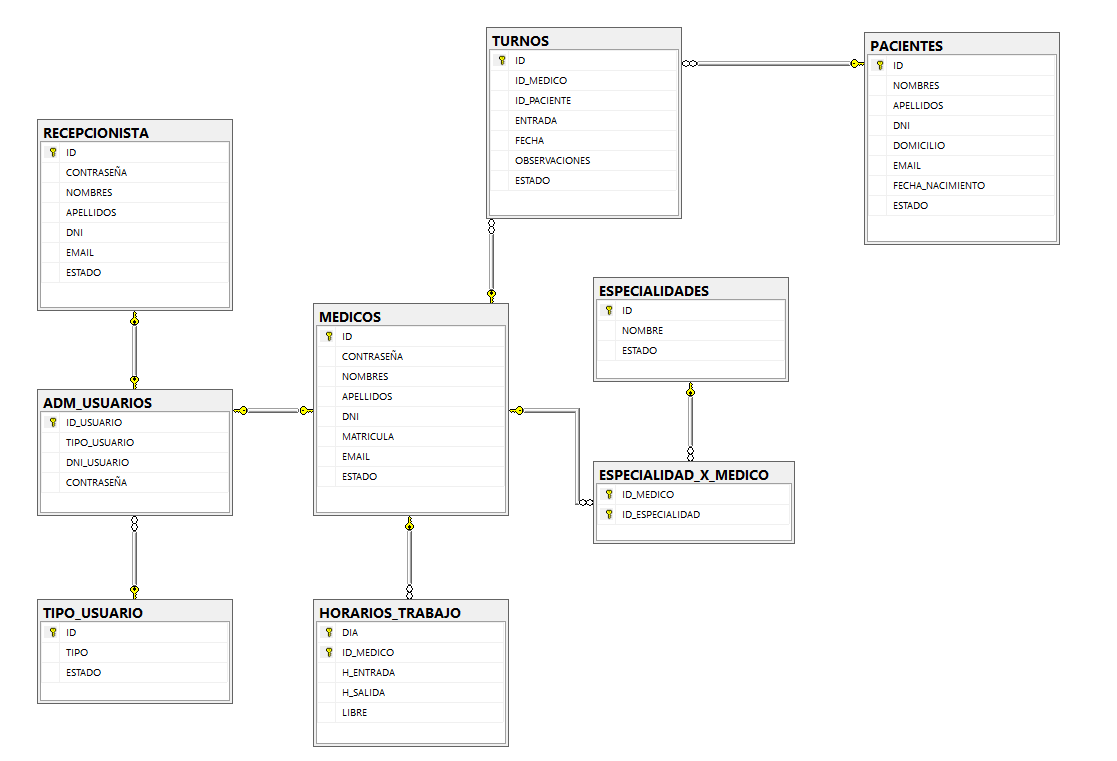 TURNOS
ID
ID_MEDICO
ID_PACIENTE
ENTRADA
FECHA
OBSERVACIONES
ESTADO
PACIENTES
ID
NOMBRES
APELLIDOS
DNI
DOMICILIO
EMAIL
FECHA_NACIMIENTO
ESTADO
RECEPCIONISTA
ID
CONTRASEÑA
NOMBRES
APELLIDOS
DNI
EMAIL
ESTADO
MEDICOS
ID
CONTRASEÑA
NOMBRES
APELLIDOS
DNI
MATRICULA
EMAIL
ESTADO
ESPECIALIDADES
ID
NOMBRE
ESTADO
ADM_USUARIOS
ID_USUARIO
TIPO_USUARIO
DNI_USUARIO
CONTRASEÑA
ESPECIALIDAD_X_MEDICO
ID_MEDICO
ID_ESPECIALIDAD
TIPO_USUARIO
ID
TIPO
ESTADO
HORARIOS_TRABAJO
DIA
ID_MEDICO
H_ENTRADA
H_SALIDA
LIBRE